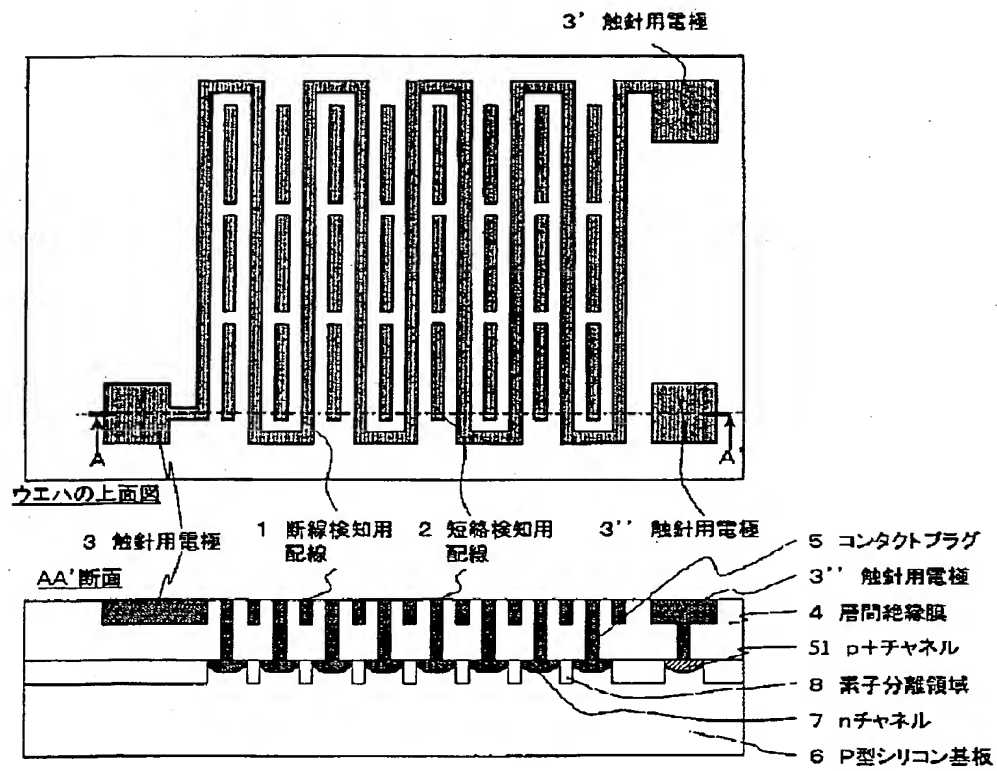 3' 触針用電極
A
A'
ウエハの上面図
3 触針用電極
1 断線検知用
配線
2 短絡検知用
配線
3'' 触針用電極
AA'断面
5 コンタクトプラグ
3'' 触針用電極
4 層間絶縁膜
51 p+チャネル
8 素子分離領域
7 nチャネル
6 P型シリコン基板